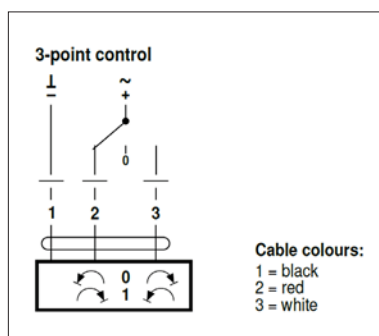 3-point control
⊥ ~
– +
0
1 2 3
0
1
Cable colours:
1 = black
2 = red
3 = white